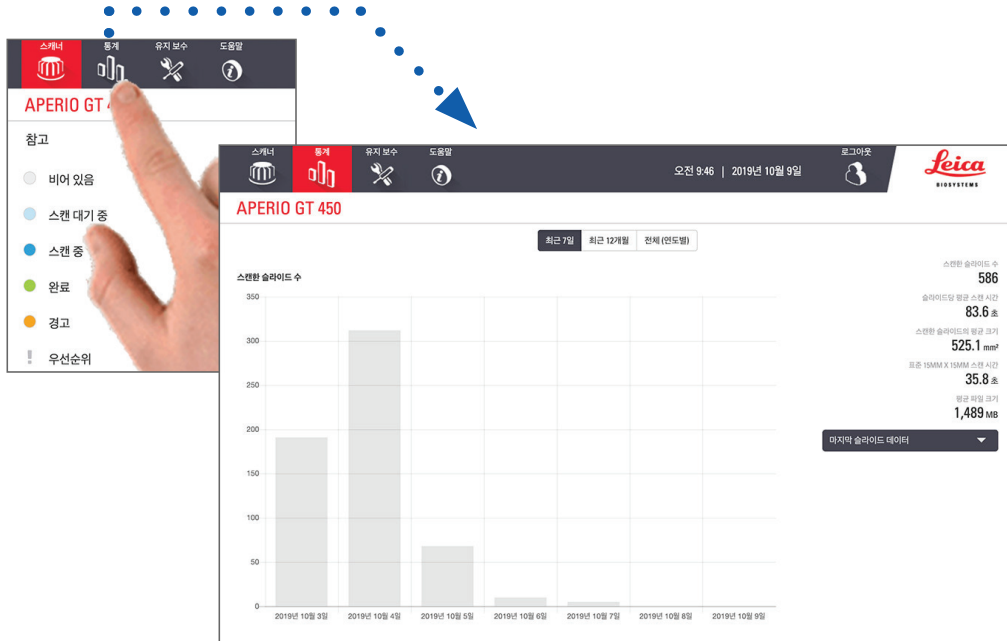 스캐너 통계 유지 보수 도움말
APERIO GT 4
참고
비어 있음
스캔 대기 중
스캔 중
완료
경고
우선순위
스캐너 통계 유지 보수 도움말
오전 9:46 | 2019년 10월 9일
로그아웃
Leica
BIOSYSTEMS
APERIO GT 450
최근 7일 최근 12개월 전체 (연도별)
스캔한 슬라이드 수
350
300
250
200
150
100
50
0
2019년 10월 3일 2019년 10월 4일 2019년 10월 5일 2019년 10월 6일 2019년 10월 7일 2019년 10월 8일 2019년 10월 9일
스캔한 슬라이드 수
586
슬라이드당 평균 스캔 시간
83.6 초
스캔한 슬라이드의 평균 크기
525.1 mm²
표준 15MM X 15MM 스캔 시간
35.8 초
평균 파일 크기
1,489 MB
마지막 슬라이드 데이터